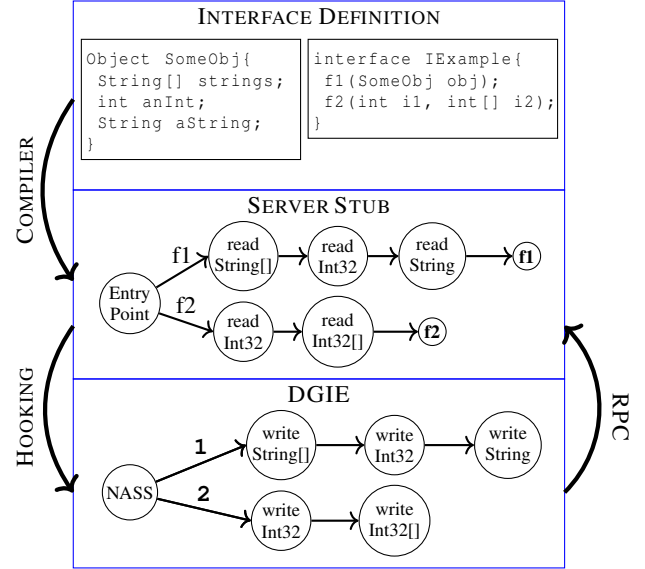 INTERFACE DEFINITION
Object SomeObj{
String[] strings;
int anInt;
String aString;
}
interface IExample{
f1(SomeObj obj);
f2(int i1, int[] i2);
}
COMPILER
SERVER STUB
Entry
Point
f1
read
String[]
read
Int32
read
String
f1
f2
read
Int32
read
Int32[]
f2
HOOKING
RPC
DGIE
NASS
1
write
String[]
write
Int32
write
String
2
write
Int32
write
Int32[]